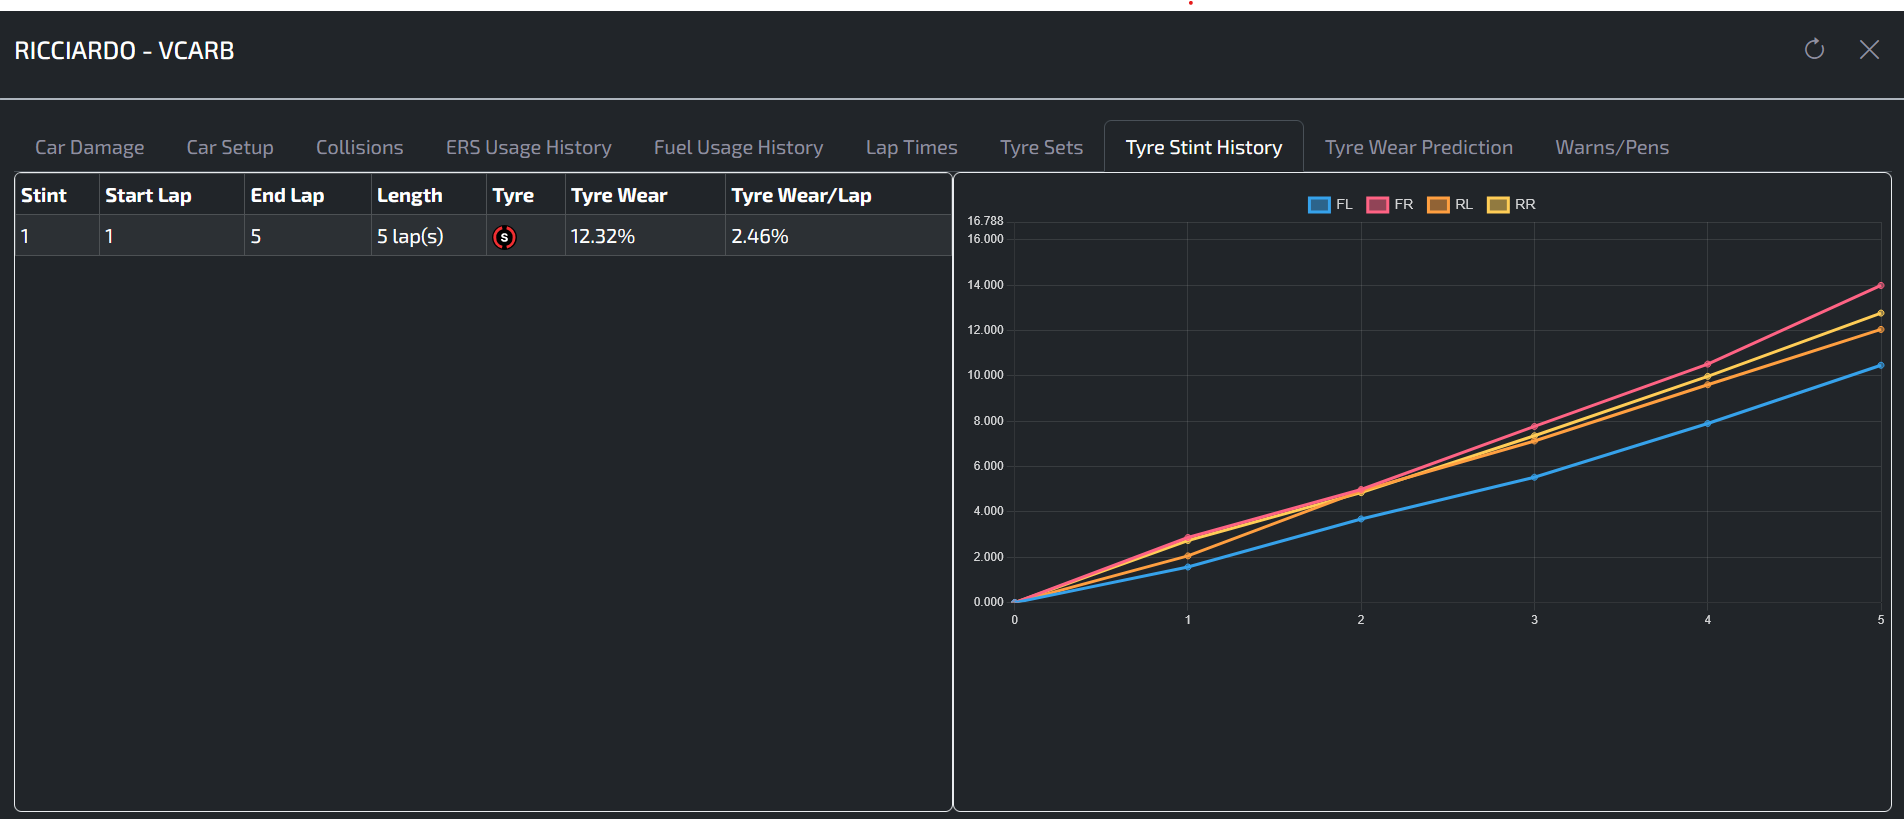 RICCIARDO - VCARB
Car Damage Car Setup Collisions ERS Usage History Fuel Usage History Lap Times Tyre Sets Tyre Stint History Tyre Wear Prediction Warns/Pens
Stint Start Lap End Lap Length Tyre Tyre Wear Tyre Wear/Lap
1 1 5 5 lap(s) S 12.32% 2.46%
FL FR RL RR
16.788
16.000
14.000
12.000
10.000
8.000
6.000
4.000
2.000
0.000
0 1 2 3 4 5